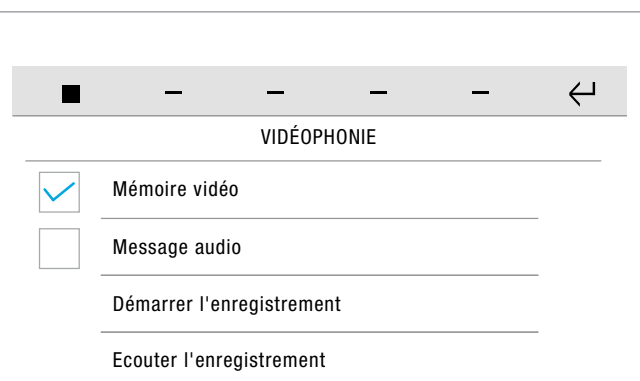 VIDÉOPHONIE
Mémoire vidéo
Message audio
Démarrer l'enregistrement
Ecouter l'enregistrement